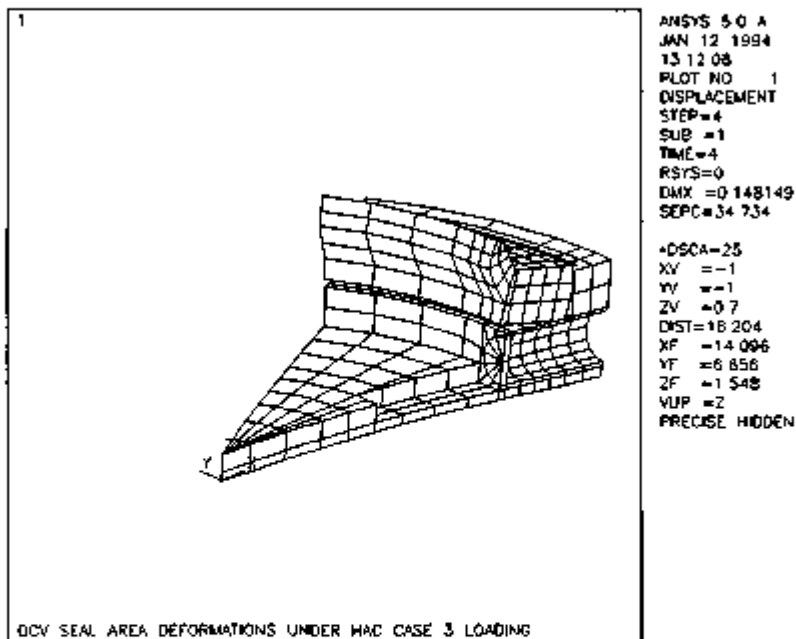 1
ANSYS 5.0 A
JAN 12 1994
13 12 08
PLOT NO 1
DISPLACEMENT
STEP=4
SUB =1
TIME=4
RSYS=0
DMX =0 148149
SEPC=34 734
*DSCA=25
XV =-1
YV =-1
ZV =0 7
DIST=18 204
XF =14 096
YF =6 656
ZF =1 548
VUP =Z
PRECISE HIDDEN
Y
OCV SEAL AREA DEFORMATIONS UNDER HAC CASE 3 LOADING